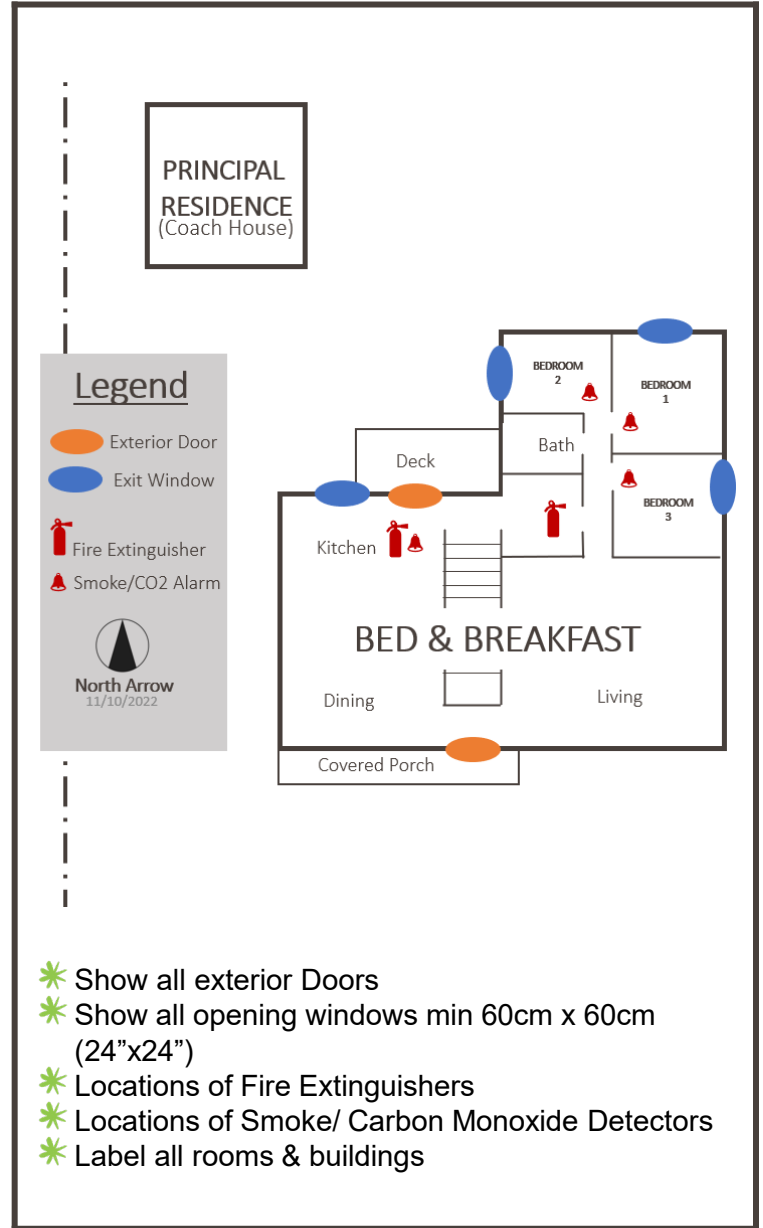 PRINCIPAL
RESIDENCE
(Coach House)
Legend
Exterior Door
Exit Window
Fire Extinguisher
Smoke/CO2 Alarm
North Arrow
11/10/2022
BEDROOM
2
BEDROOM
1
Bath
Deck
BEDROOM
3
Kitchen
BED & BREAKFAST
Dining
Living
Covered Porch
Show all exterior Doors
Show all opening windows min 60cm x 60cm
(24”x24”)
Locations of Fire Extinguishers
Locations of Smoke/ Carbon Monoxide Detectors
Label all rooms & buildings